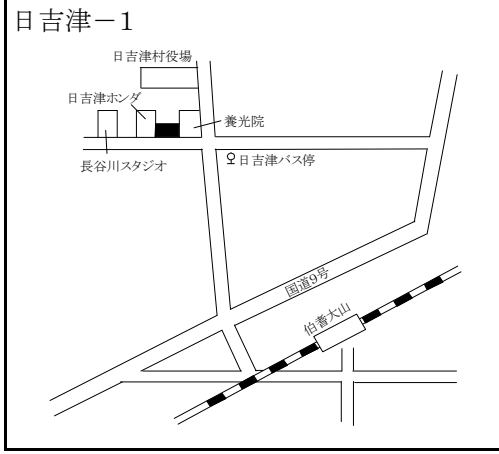 日吉津－1
日吉津村役場
日吉津ホンダ
養光院
長谷川スタジオ
日吉津バス停
国道9号
伯耆大山